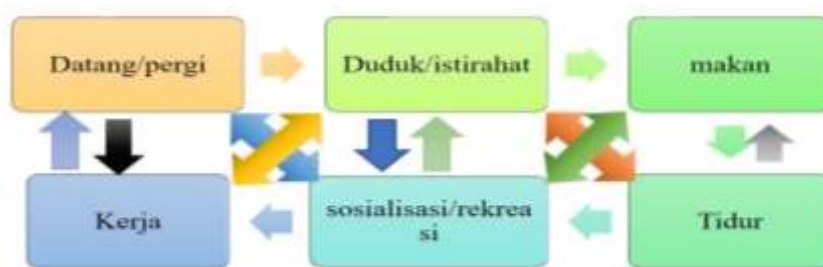 Datang/pergi
Duduk/istirahat
makan
Kerja
sosialisasi/rekrea
si
Tidur